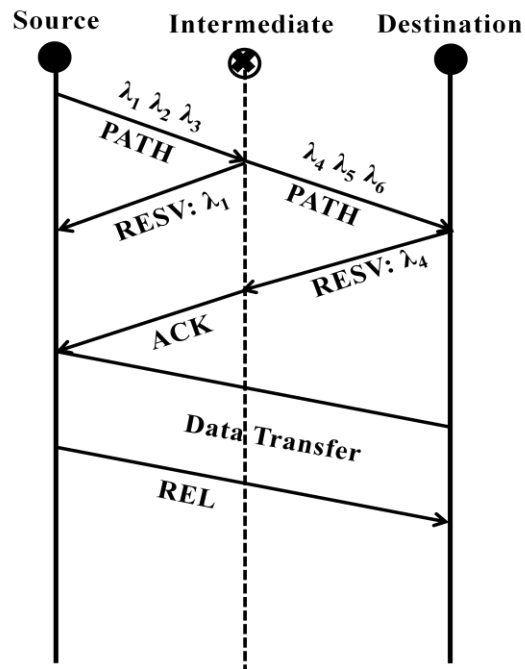 Source Intermediate Destination
λ1 λ2 λ3
PATH
λ4 λ5 λ6
PATH
RESV: λ1
RESV: λ4
ACK
Data Transfer
REL